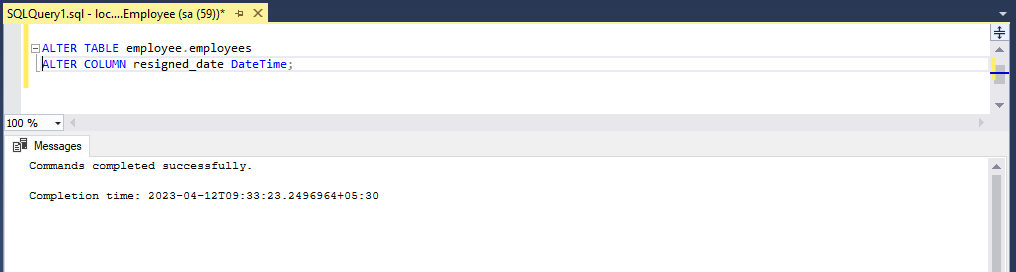 SQLQuery1.sql - loc....Employee (sa (59))*
ALTER TABLE employee.employees
ALTER COLUMN resigned_date DateTime;
100 %
Messages
Commands completed successfully.
Completion time: 2023-04-12T09:33:23.2496964+05:30